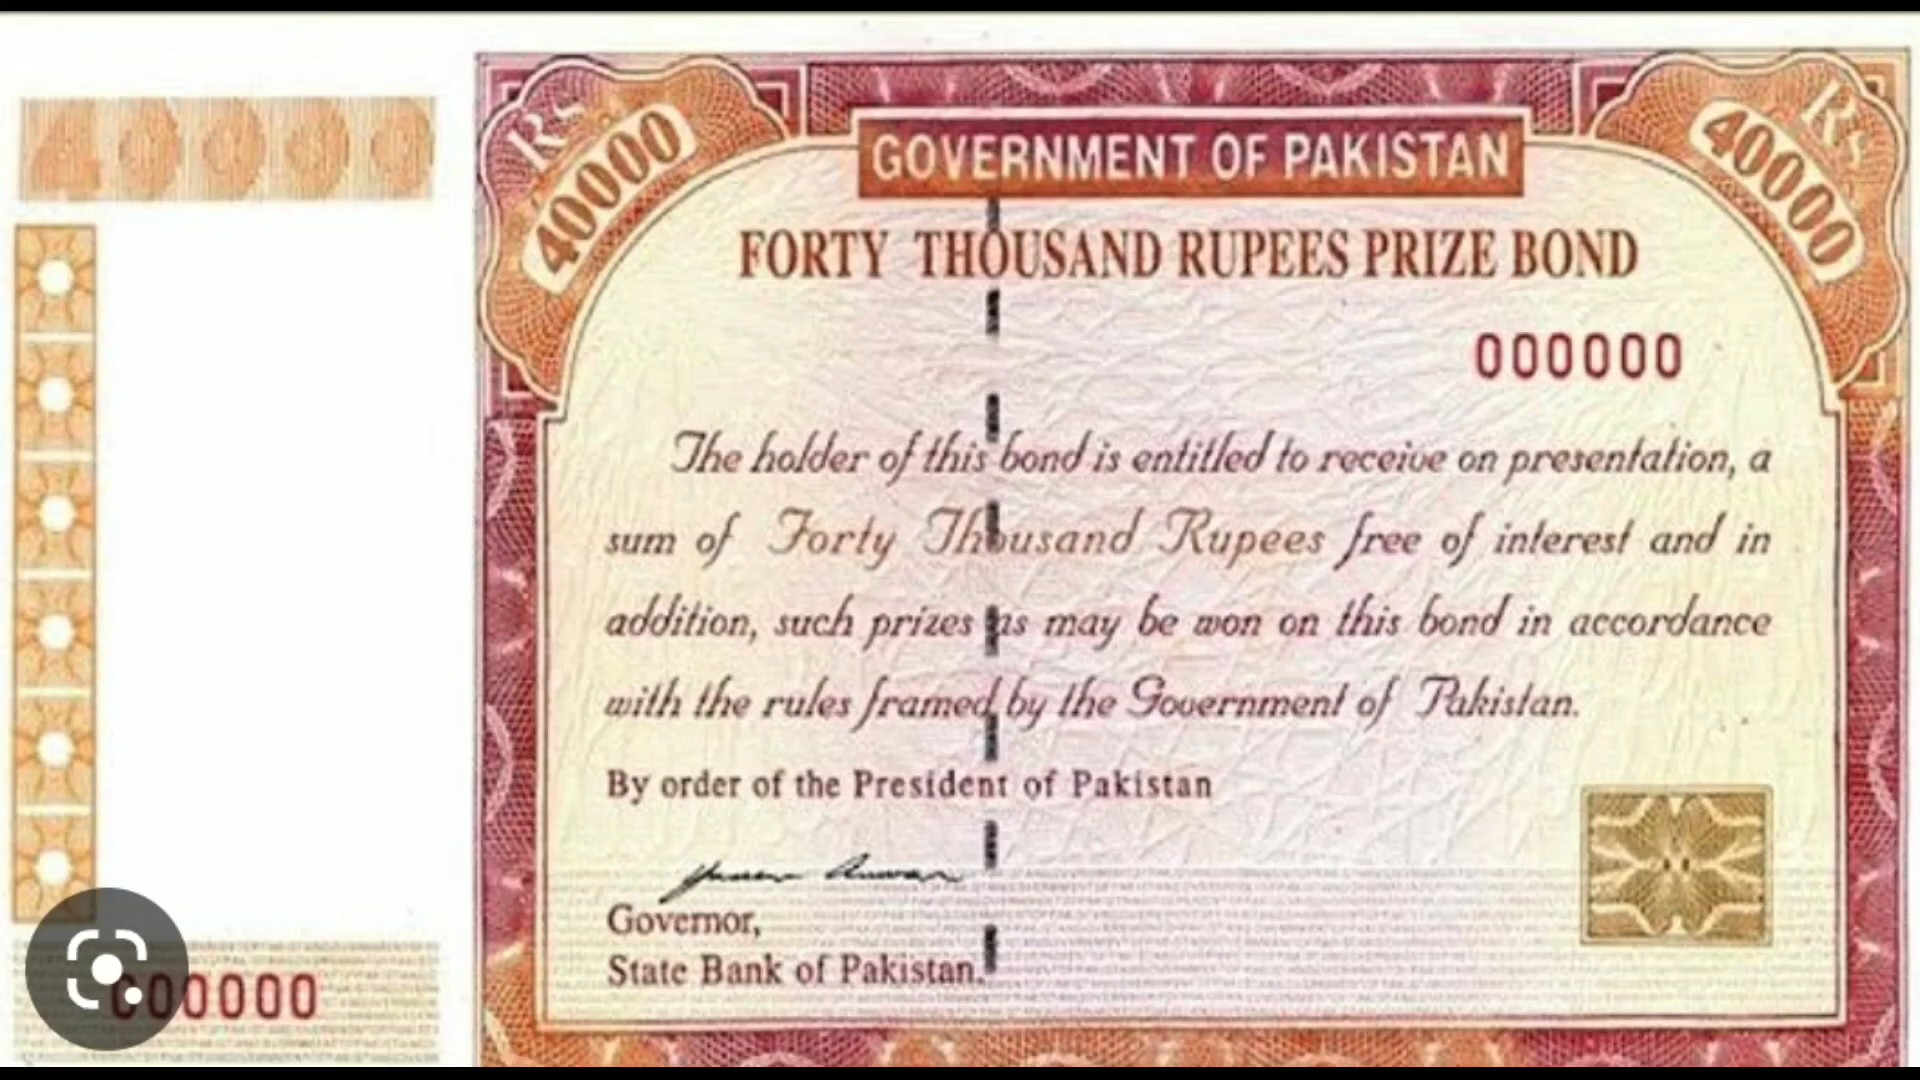 40000
Rs
40000
Rs
40000
GOVERNMENT OF PAKISTAN
FORTY THOUSAND RUPEES PRIZE BOND
000000
The holder of this bond is entitled to receive on presentation, a
sum of Forty Thousand Rupees free of interest and in
addition, such prizes as may be won on this bond in accordance
with the rules framed by the Government of Pakistan.
By order of the President of Pakistan
Governor,
State Bank of Pakistan.
000000